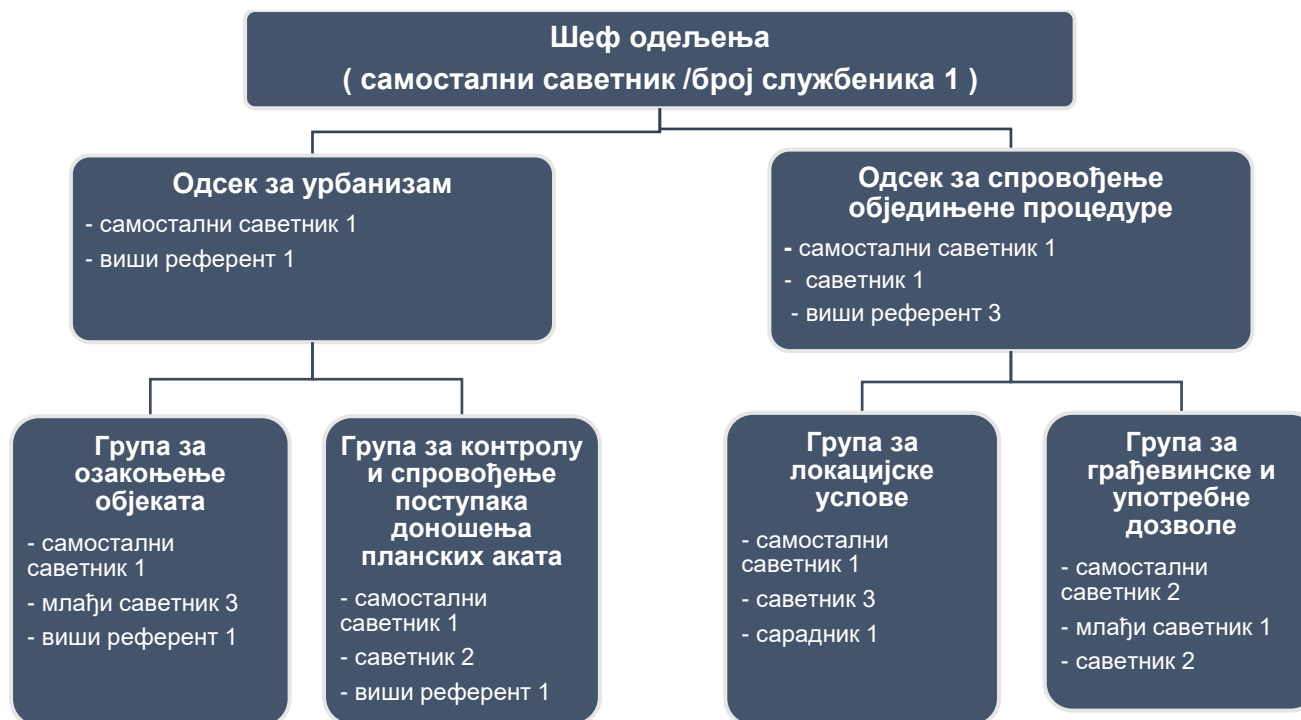 Шеф одељења
( самостални саветник /број службеника 1 )
Одсек за урбанизам
- самостални саветник 1
- виши референт 1
Одсек за спровођење
обједињене процедуре
- самостални саветник 1
- саветник 1
- виши референт 3
Група за
озакоњење
објеката
- самостални
саветник 1
- млађи саветник 3
- виши референт 1
Група за контролу
и спровођење
поступака
доношења
планских аката
- самостални
саветник 1
- саветник 2
- виши референт 1
Група за
локацијске
услове
- самостални
саветник 1
- саветник 3
- сарадник 1
Група за
грађевинске и
употребне
дозволе
- самостални
саветник 2
- млађи саветник 1
- саветник 2